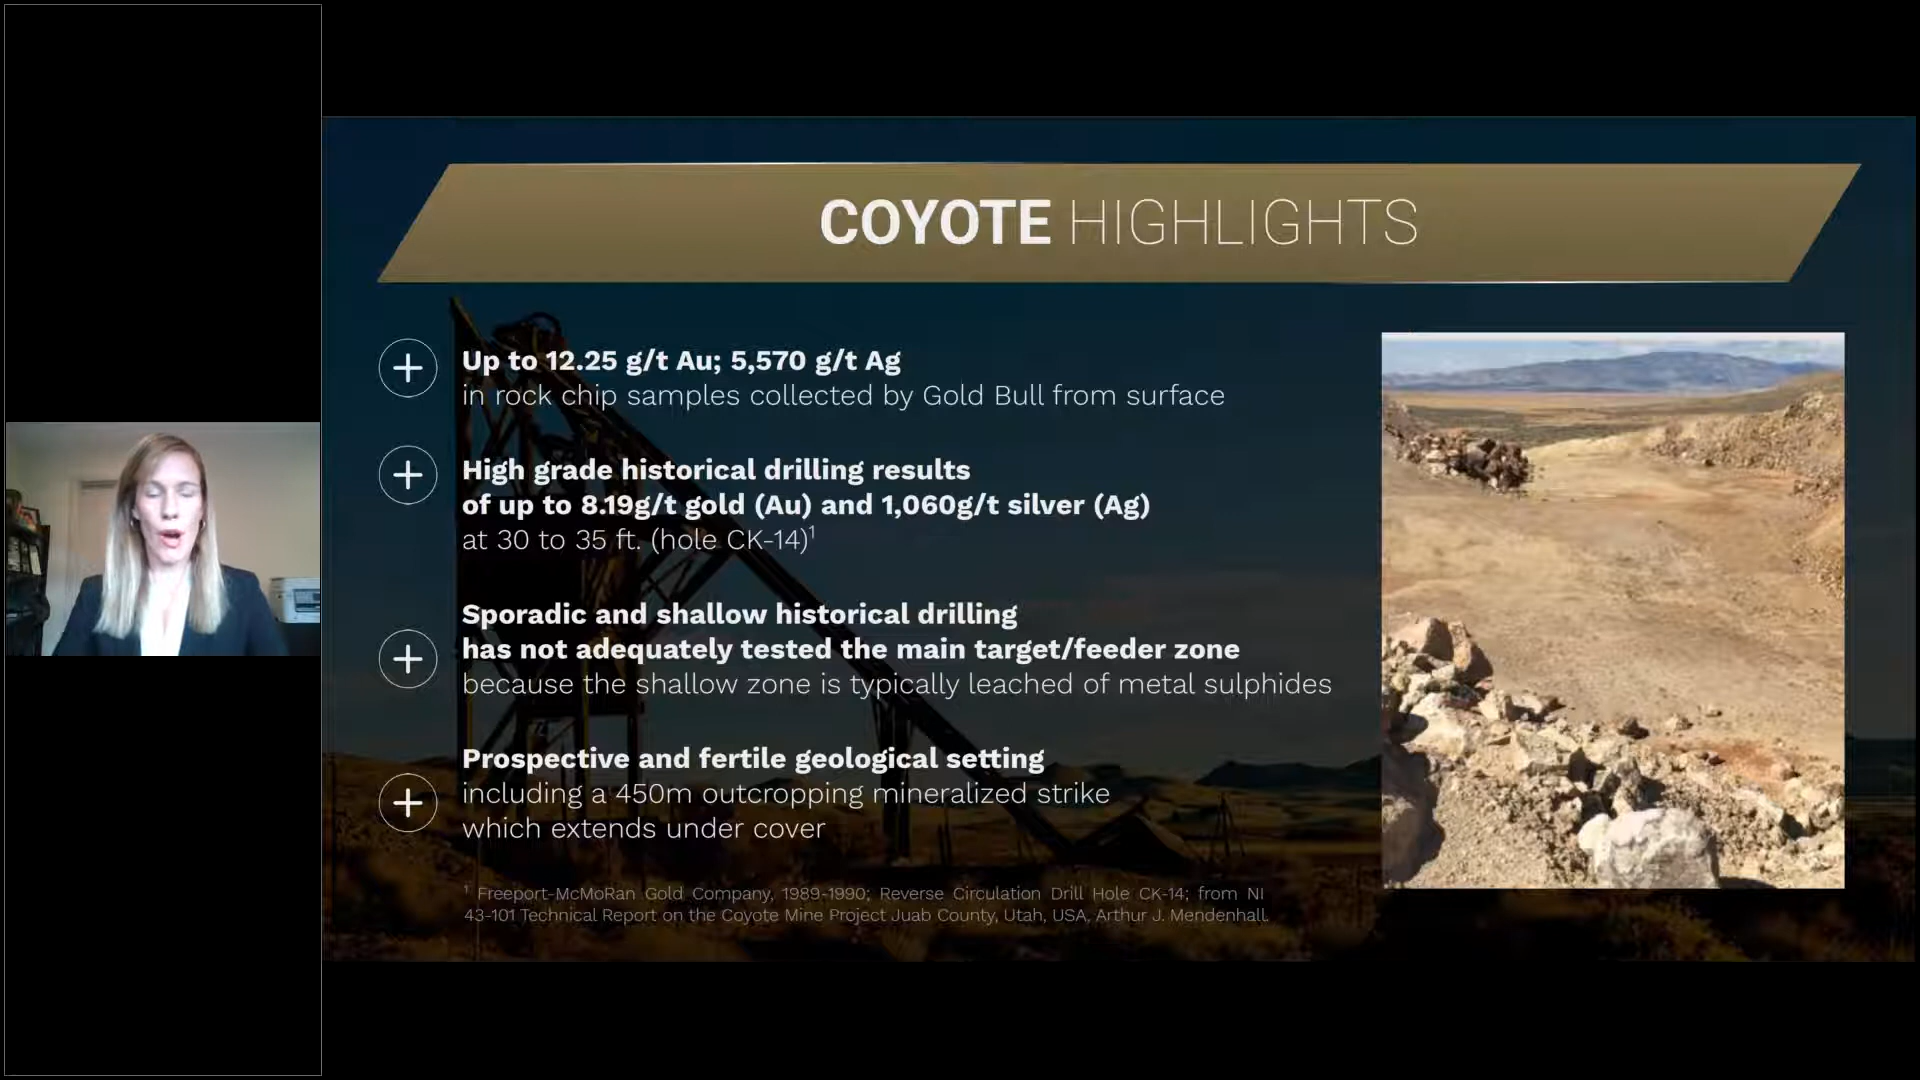 COYOTE HIGHLIGHTS
Up to 12.25 g/t Au; 5,570 g/t Ag
in rock chip samples collected by Gold Bull from surface
High grade historical drilling results
of up to 8.19g/t gold (Au) and 1,060g/t silver (Ag)
at 30 to 35 ft. (hole CK-14)¹
Sporadic and shallow historical drilling
has not adequately tested the main target/feeder zone
because the shallow zone is typically leached of metal sulphides
Prospective and fertile geological setting
including a 450m outcropping mineralized strike
which extends under cover
¹ Freeport-McMoRan Gold Company, 1989-1990; Reverse Circulation Drill Hole CK-14; from NI
43-101 Technical Report on the Coyote Mine Project Juab County, Utah, USA, Arthur J. Mendenhall.